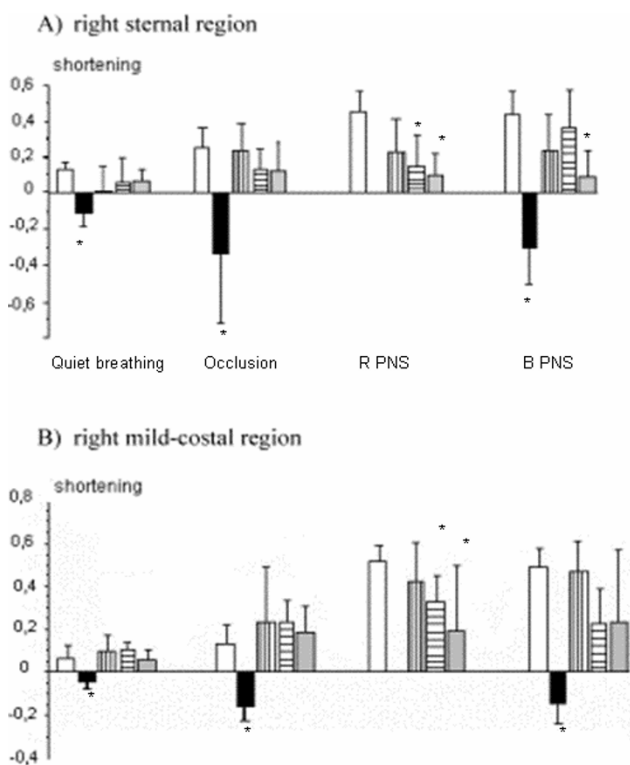 A) right sternal region
shortening
0,6
0,4
0,2
0
-0,2
-0,4
-0,6
* * * * * *
Quiet breathing Occlusion R PNS B PNS
B) right mild-costal region
shortening
0,8
0,6
0,4
0,2
0
-0,2
-0,4
* * * * *